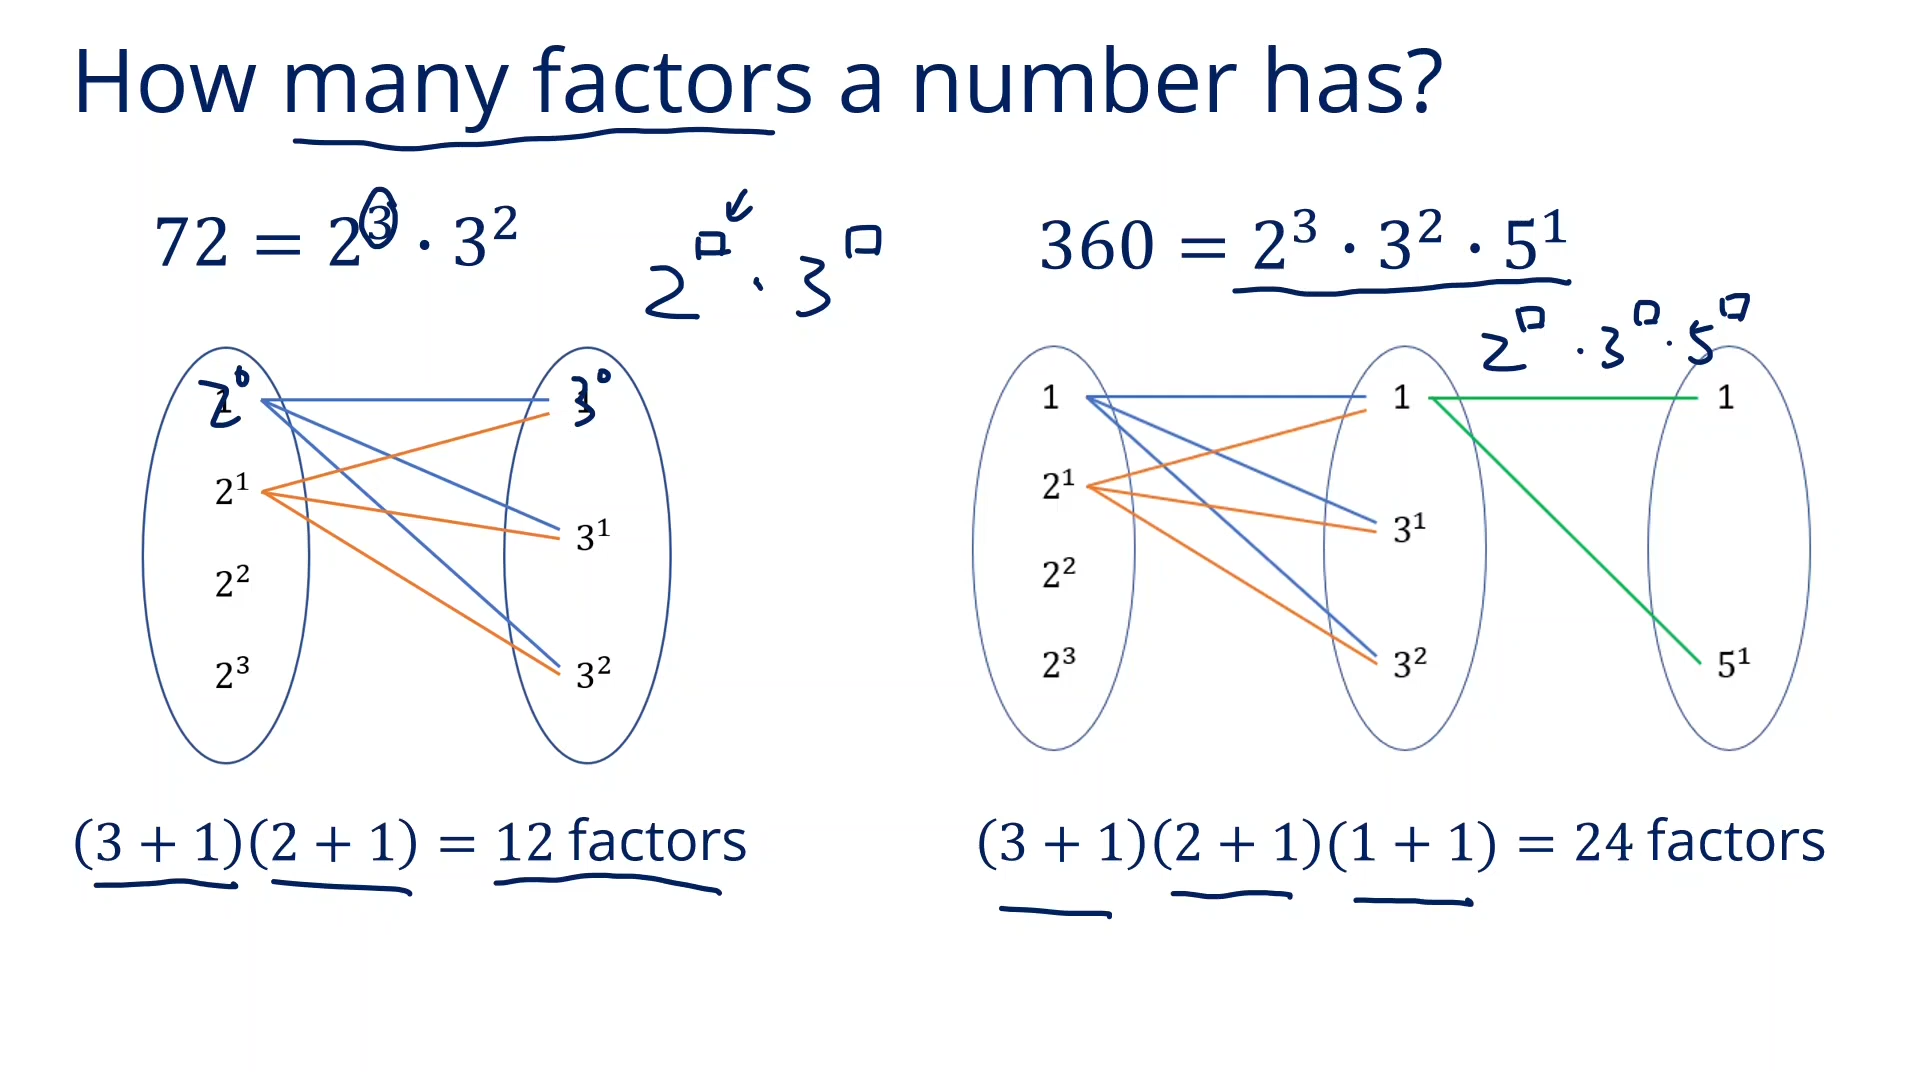 How many factors a number has?
72 = 2³ · 3²
2^□ · 3^□
2⁰
2¹
2²
2³
3⁰
3¹
3²
(3 + 1)(2 + 1) = 12 factors
360 = 2³ · 3² · 5¹
2^□ · 3^□ · 5^□
1
2¹
2²
2³
1
3¹
3²
1
5¹
(3 + 1)(2 + 1)(1 + 1) = 24 factors